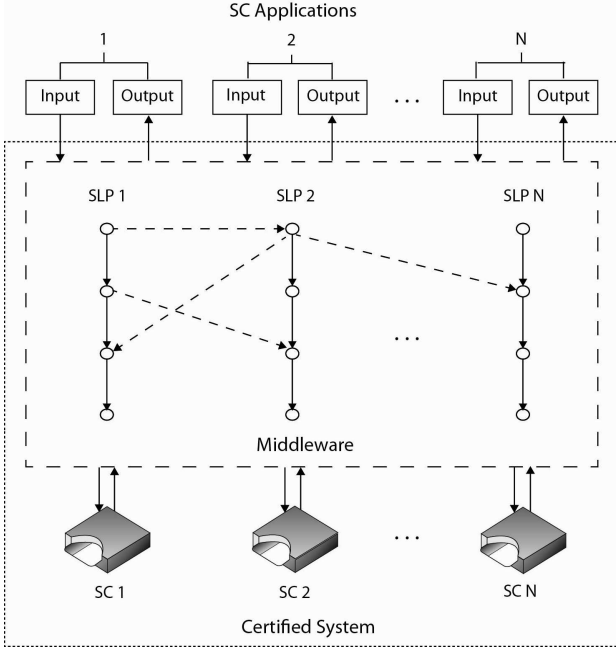 SC Applications
1 2 N
Input Output Input Output ... Input Output
SLP 1 SLP 2 SLP N
...
Middleware
...
SC 1 SC 2 SC N
Certified System